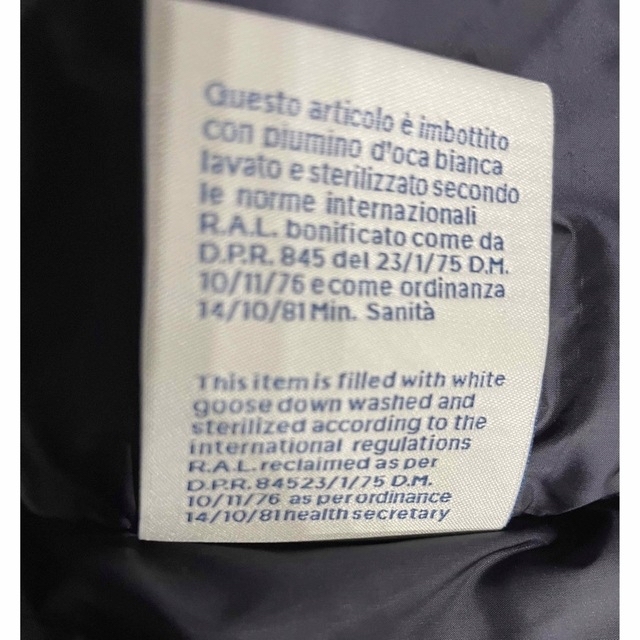 Questo articolo è imbottito
con piumino d'oca bianca
lavato e sterilizzato secondo
le norme internazionali
R.A.L. bonificato come da
D.P.R. 845 del 23/1/75 D.M.
10/11/76 e come ordinanza
14/10/81 Min. Sanità
This item is filled with white
goose down washed and
sterilized according to the
international regulations
R.A.L. reclaimed as per
D.P.R. 84523/1/75 D.M.
10/11/76 as per ordinance
14/10/81 health secretary